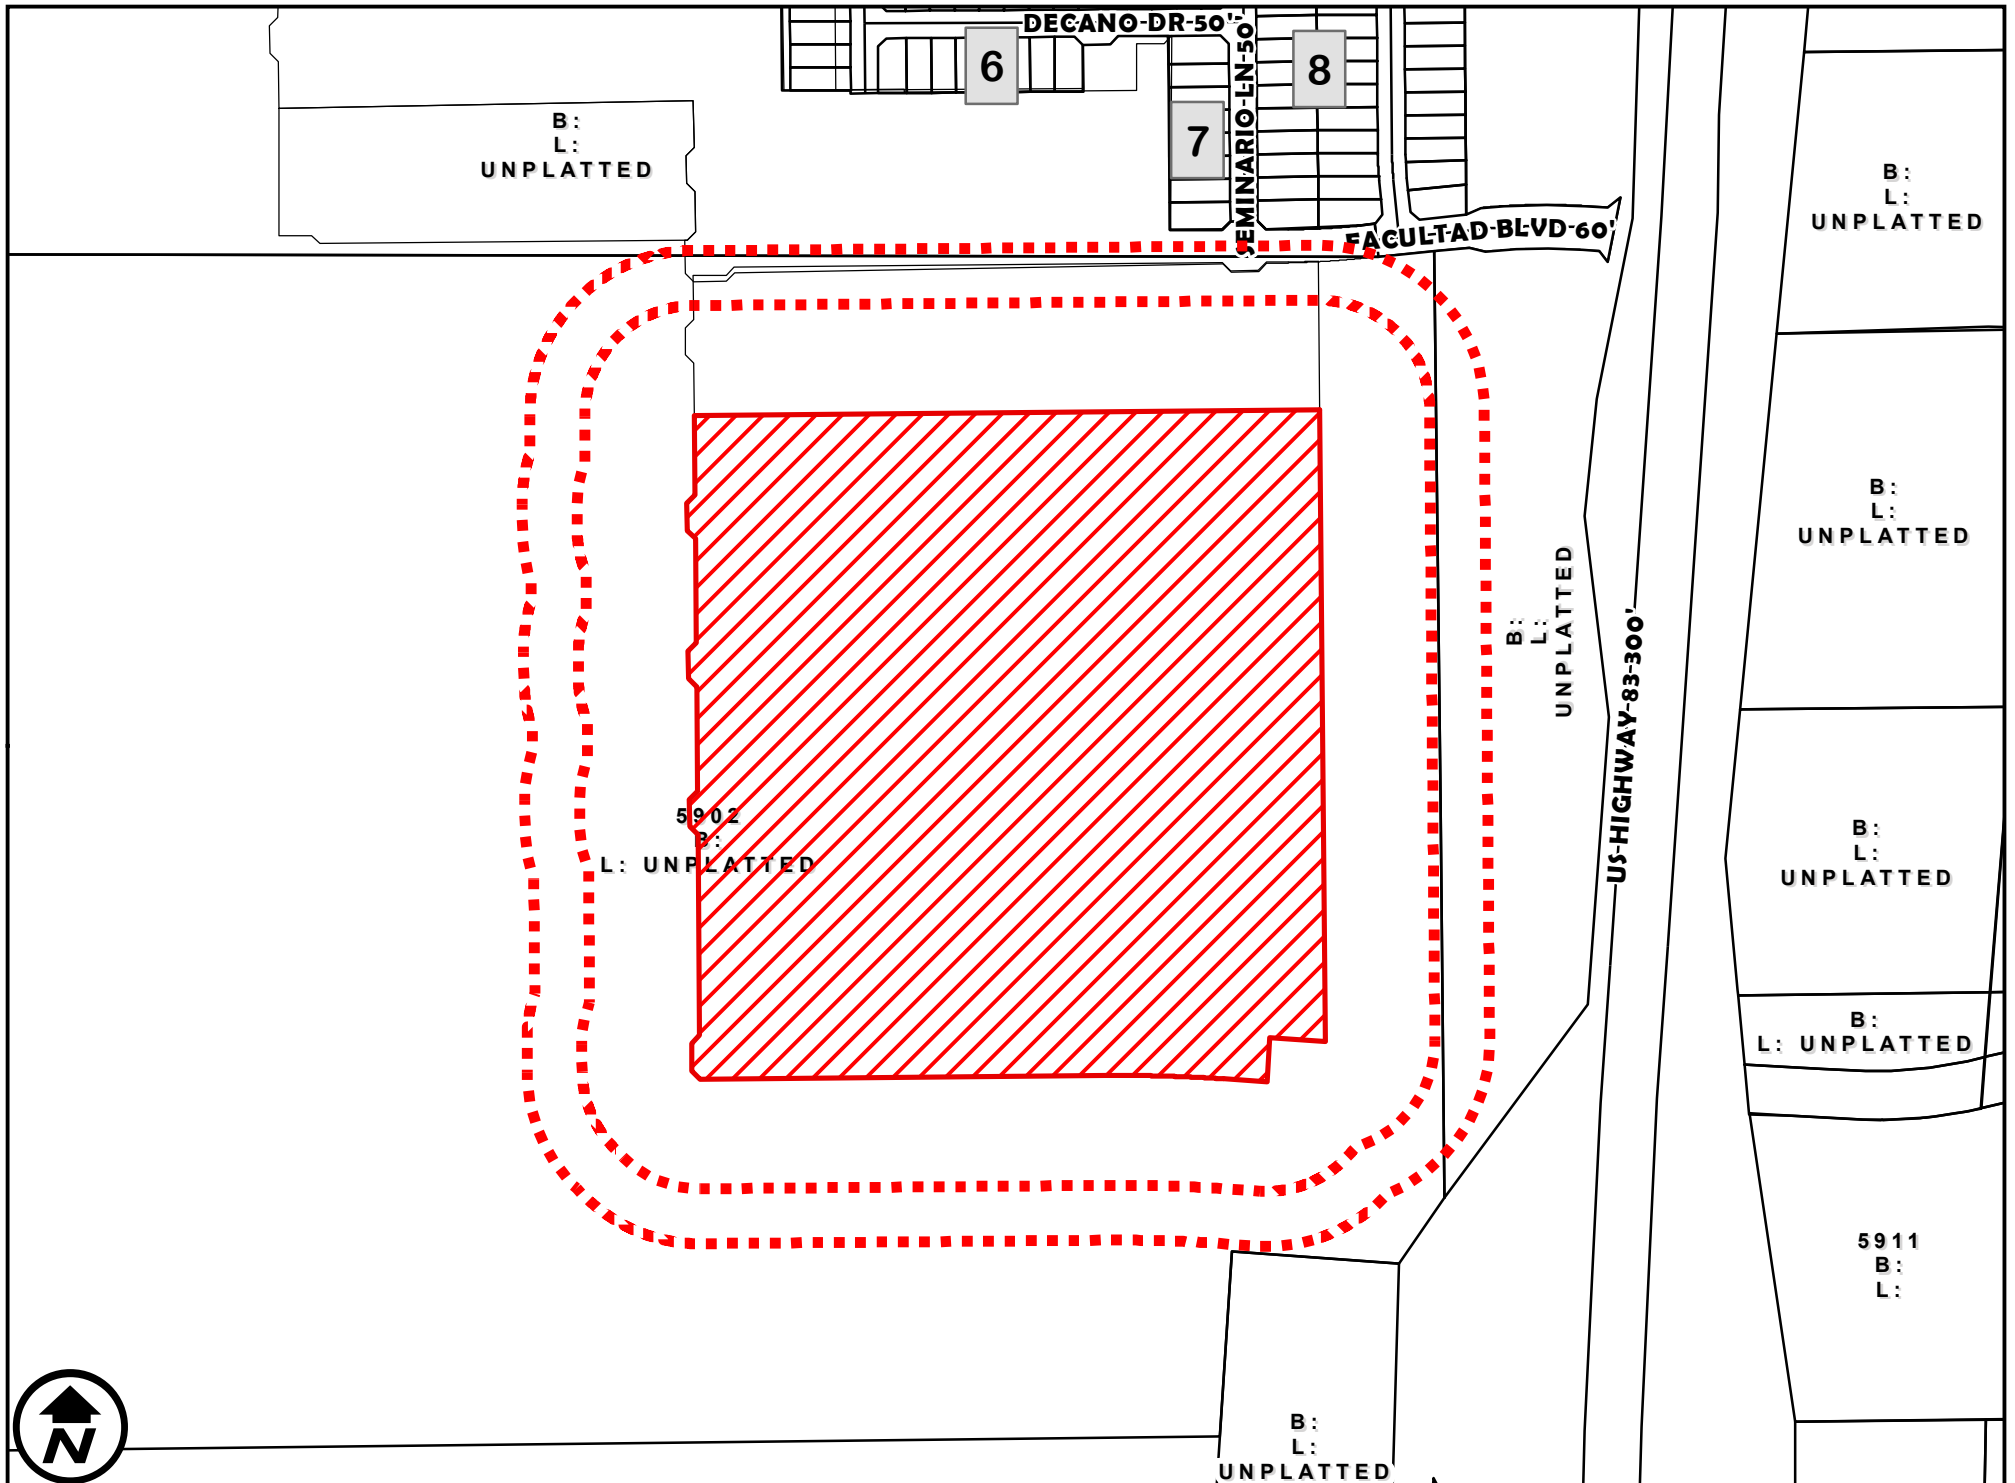 DECANO-DR-50'
6
8
7
SEMINARIO-LN-50'
FACULTAD-BLVD-60'
B:
L:
UNPLATTED
B:
L:
UNPLATTED
B:
L:
UNPLATTED
B:
L:
UNPLATTED
US-HIGHWAY-83-300'
5902
B:
L: UNPLATTED
B:
L:
UNPLATTED
B:
L: UNPLATTED
5911
B:
L:
B:
L:
UNPLATTED
N